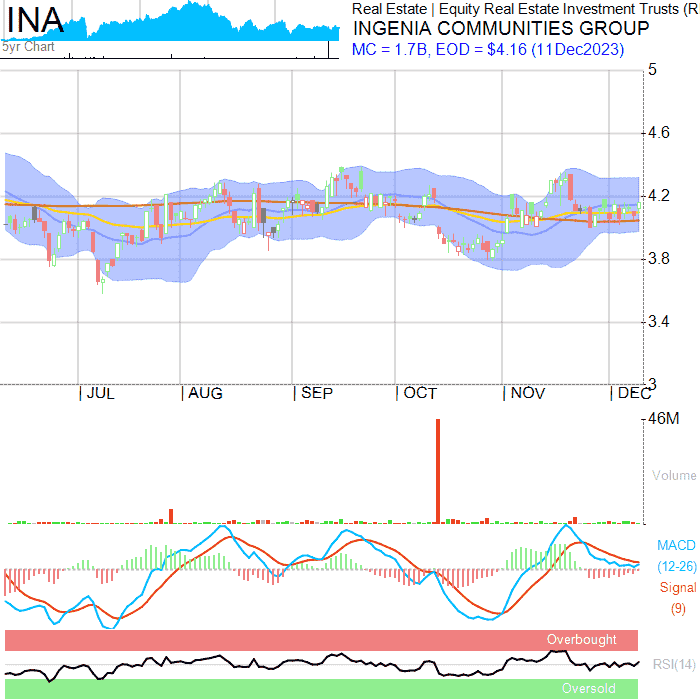 INA
5yr Chart
Real Estate | Equity Real Estate Investment Trusts (R
INGENIA COMMUNITIES GROUP
MC = 1.7B, EOD = $4.16 (11Dec2023)
5
4.6
4.2
3.8
3.4
3
| JUL | AUG | SEP | OCT | NOV | DEC
46M
Volume
MACD
(12-26)
Signal
(9)
Overbought
RSI(14)
Oversold